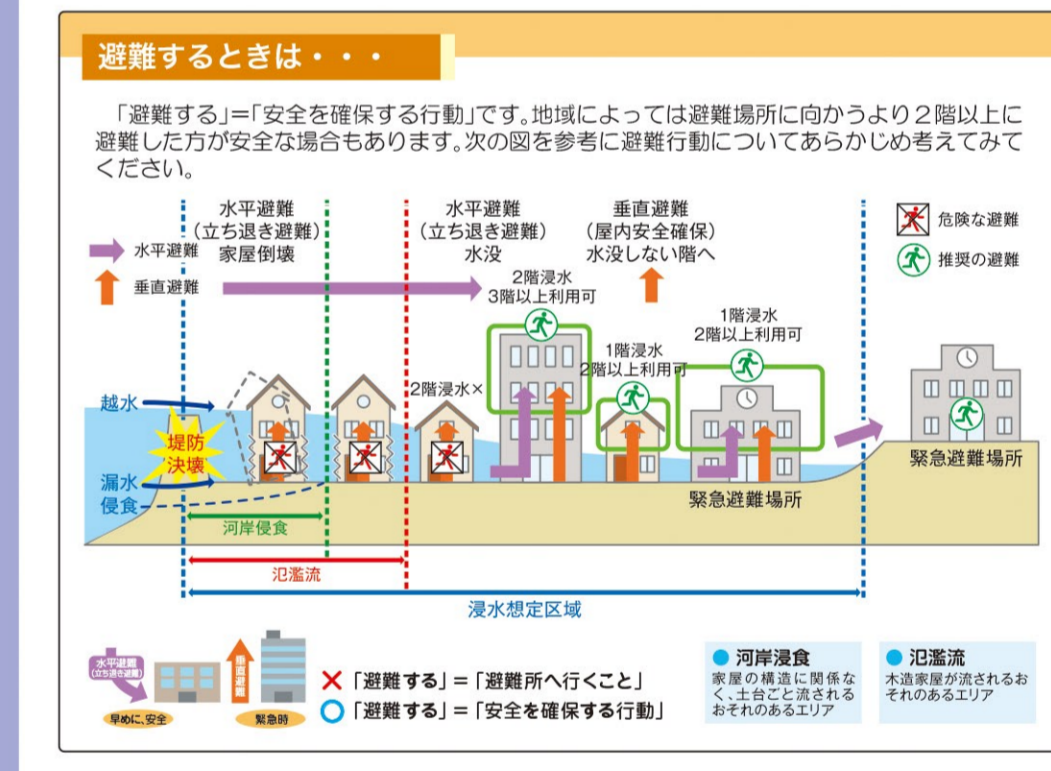 避難するときは・・・
「避難する」=「安全を確保する行動」です。地域によっては避難場所に向かうより2階以上に
避難した方が安全な場合もあります。次の図を参考に避難行動についてあらかじめ考えてみて
ください。
水平避難
(立ち退き避難)
家屋倒壊
水平避難
(立ち退き避難)
水没
垂直避難
(屋内安全確保)
水没しない階へ
危険な避難
推奨の避難
水平避難
垂直避難
2階浸水
3階以上利用可
1階浸水
2階以上利用可
1階浸水
2階以上利用可
2階浸水×
越水
堤防
決壊
漏水
侵食
緊急避難場所
緊急避難場所
河岸侵食
氾濫流
浸水想定区域
水平避難
(立ち退き避難)
早めに、安全
垂直避難
緊急時
×「避難する」=「避難所へ行くこと」
○「避難する」=「安全を確保する行動」
● 河岸浸食
家屋の構造に関係な
く、土台ごと流される
おそれのあるエリア
● 氾濫流
木造家屋が流されるお
それのあるエリア